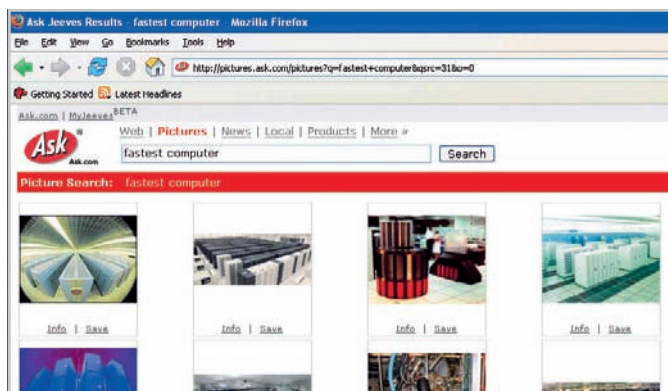 Ask Jeeves Results - fastest computer - Mozilla Firefox
File Edit View Go Bookmarks Tools Help
http://pictures.ask.com/pictures?q=fastest+computer&qsrc=31&o=0
Getting Started Latest Headlines
Ask.com | MyJeeves BETA
Web | Pictures | News | Local | Products | More »
Ask ®
Ask.com
fastest computer Search
Picture Search: fastest computer
Info | Save Info | Save Info | Save Info | Save